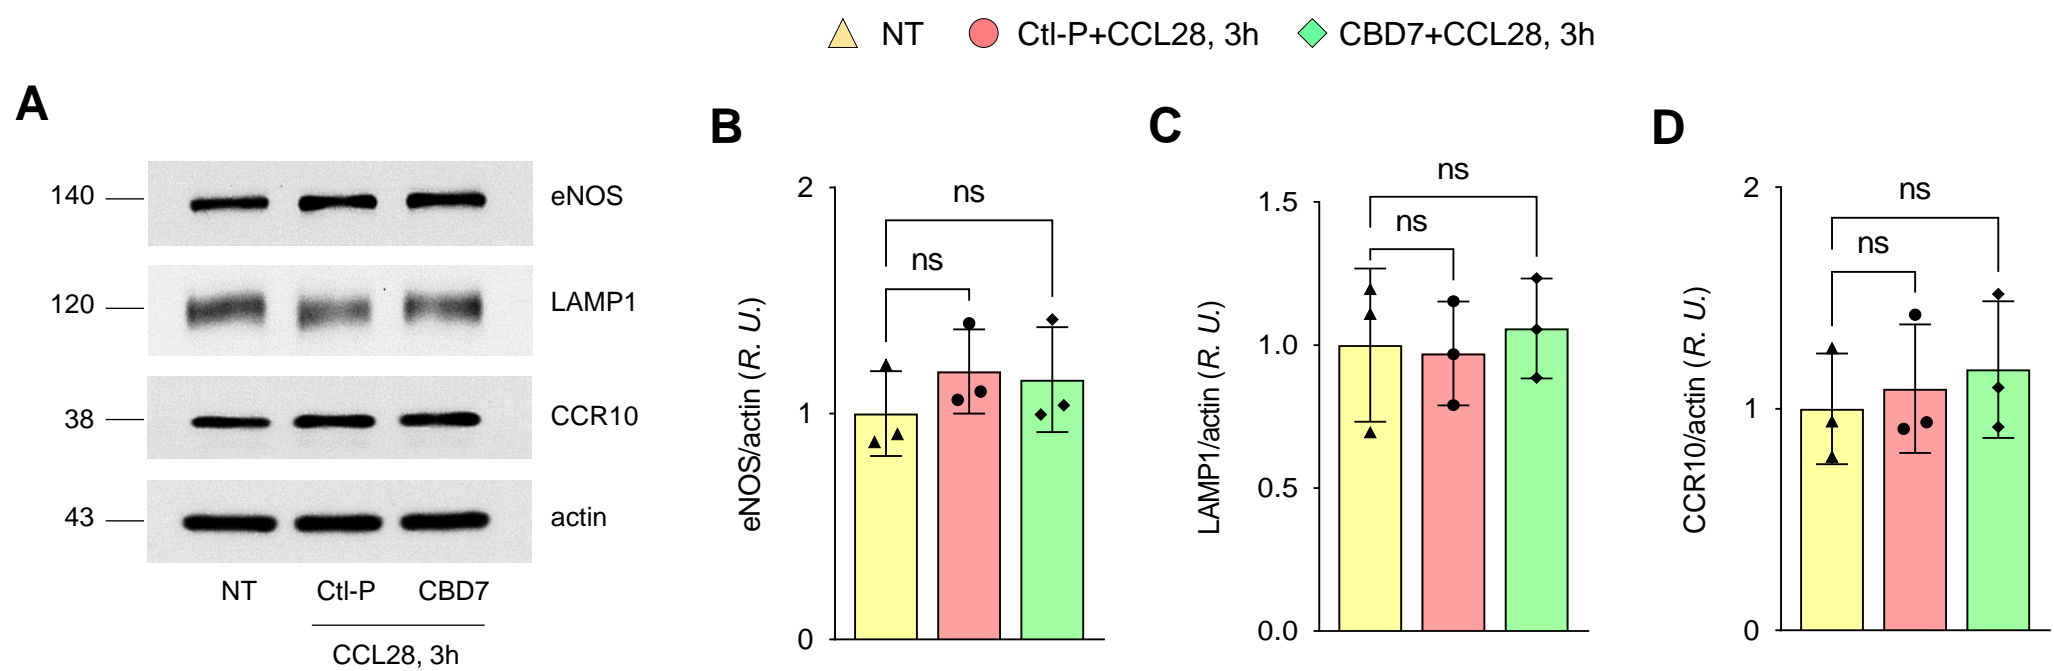 NT Ctl-P+CCL28, 3h CBD7+CCL28, 3h
A
140 eNOS
120 LAMP1
38 CCR10
43 actin
NT Ctl-P CBD7
CCL28, 3h
B
eNOS/actin (R. U.)
2
1
0
ns
ns
C
LAMP1/actin (R. U.)
1.5
1.0
0.5
0.0
ns
ns
D
CCR10/actin (R. U.)
2
1
0
ns
ns